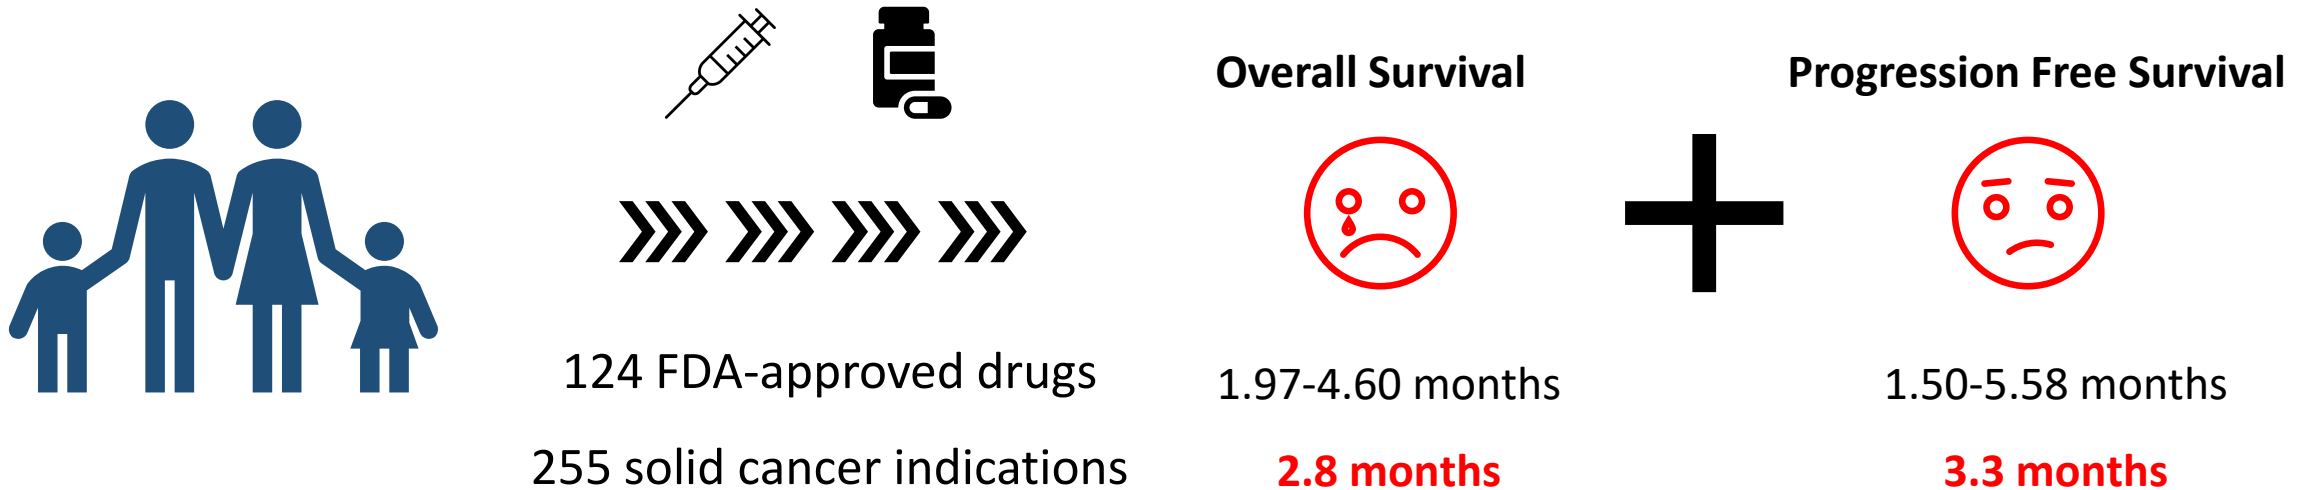 Overall Survival
Progression Free Survival
124 FDA-approved drugs
1.97-4.60 months
1.50-5.58 months
255 solid cancer indications
2.8 months
3.3 months